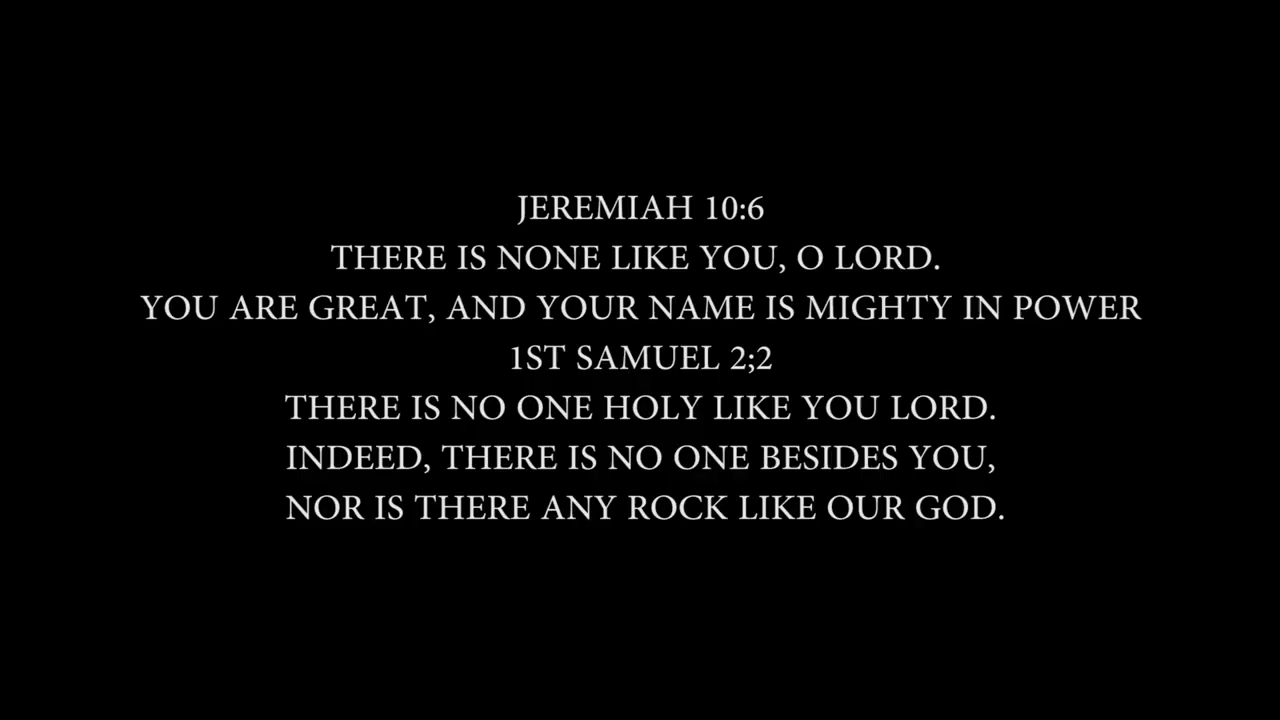 JEREMIAH 10:6
THERE IS NONE LIKE YOU, O LORD.
YOU ARE GREAT, AND YOUR NAME IS MIGHTY IN POWER
1ST SAMUEL 2;2
THERE IS NO ONE HOLY LIKE YOU LORD.
INDEED, THERE IS NO ONE BESIDES YOU,
NOR IS THERE ANY ROCK LIKE OUR GOD.